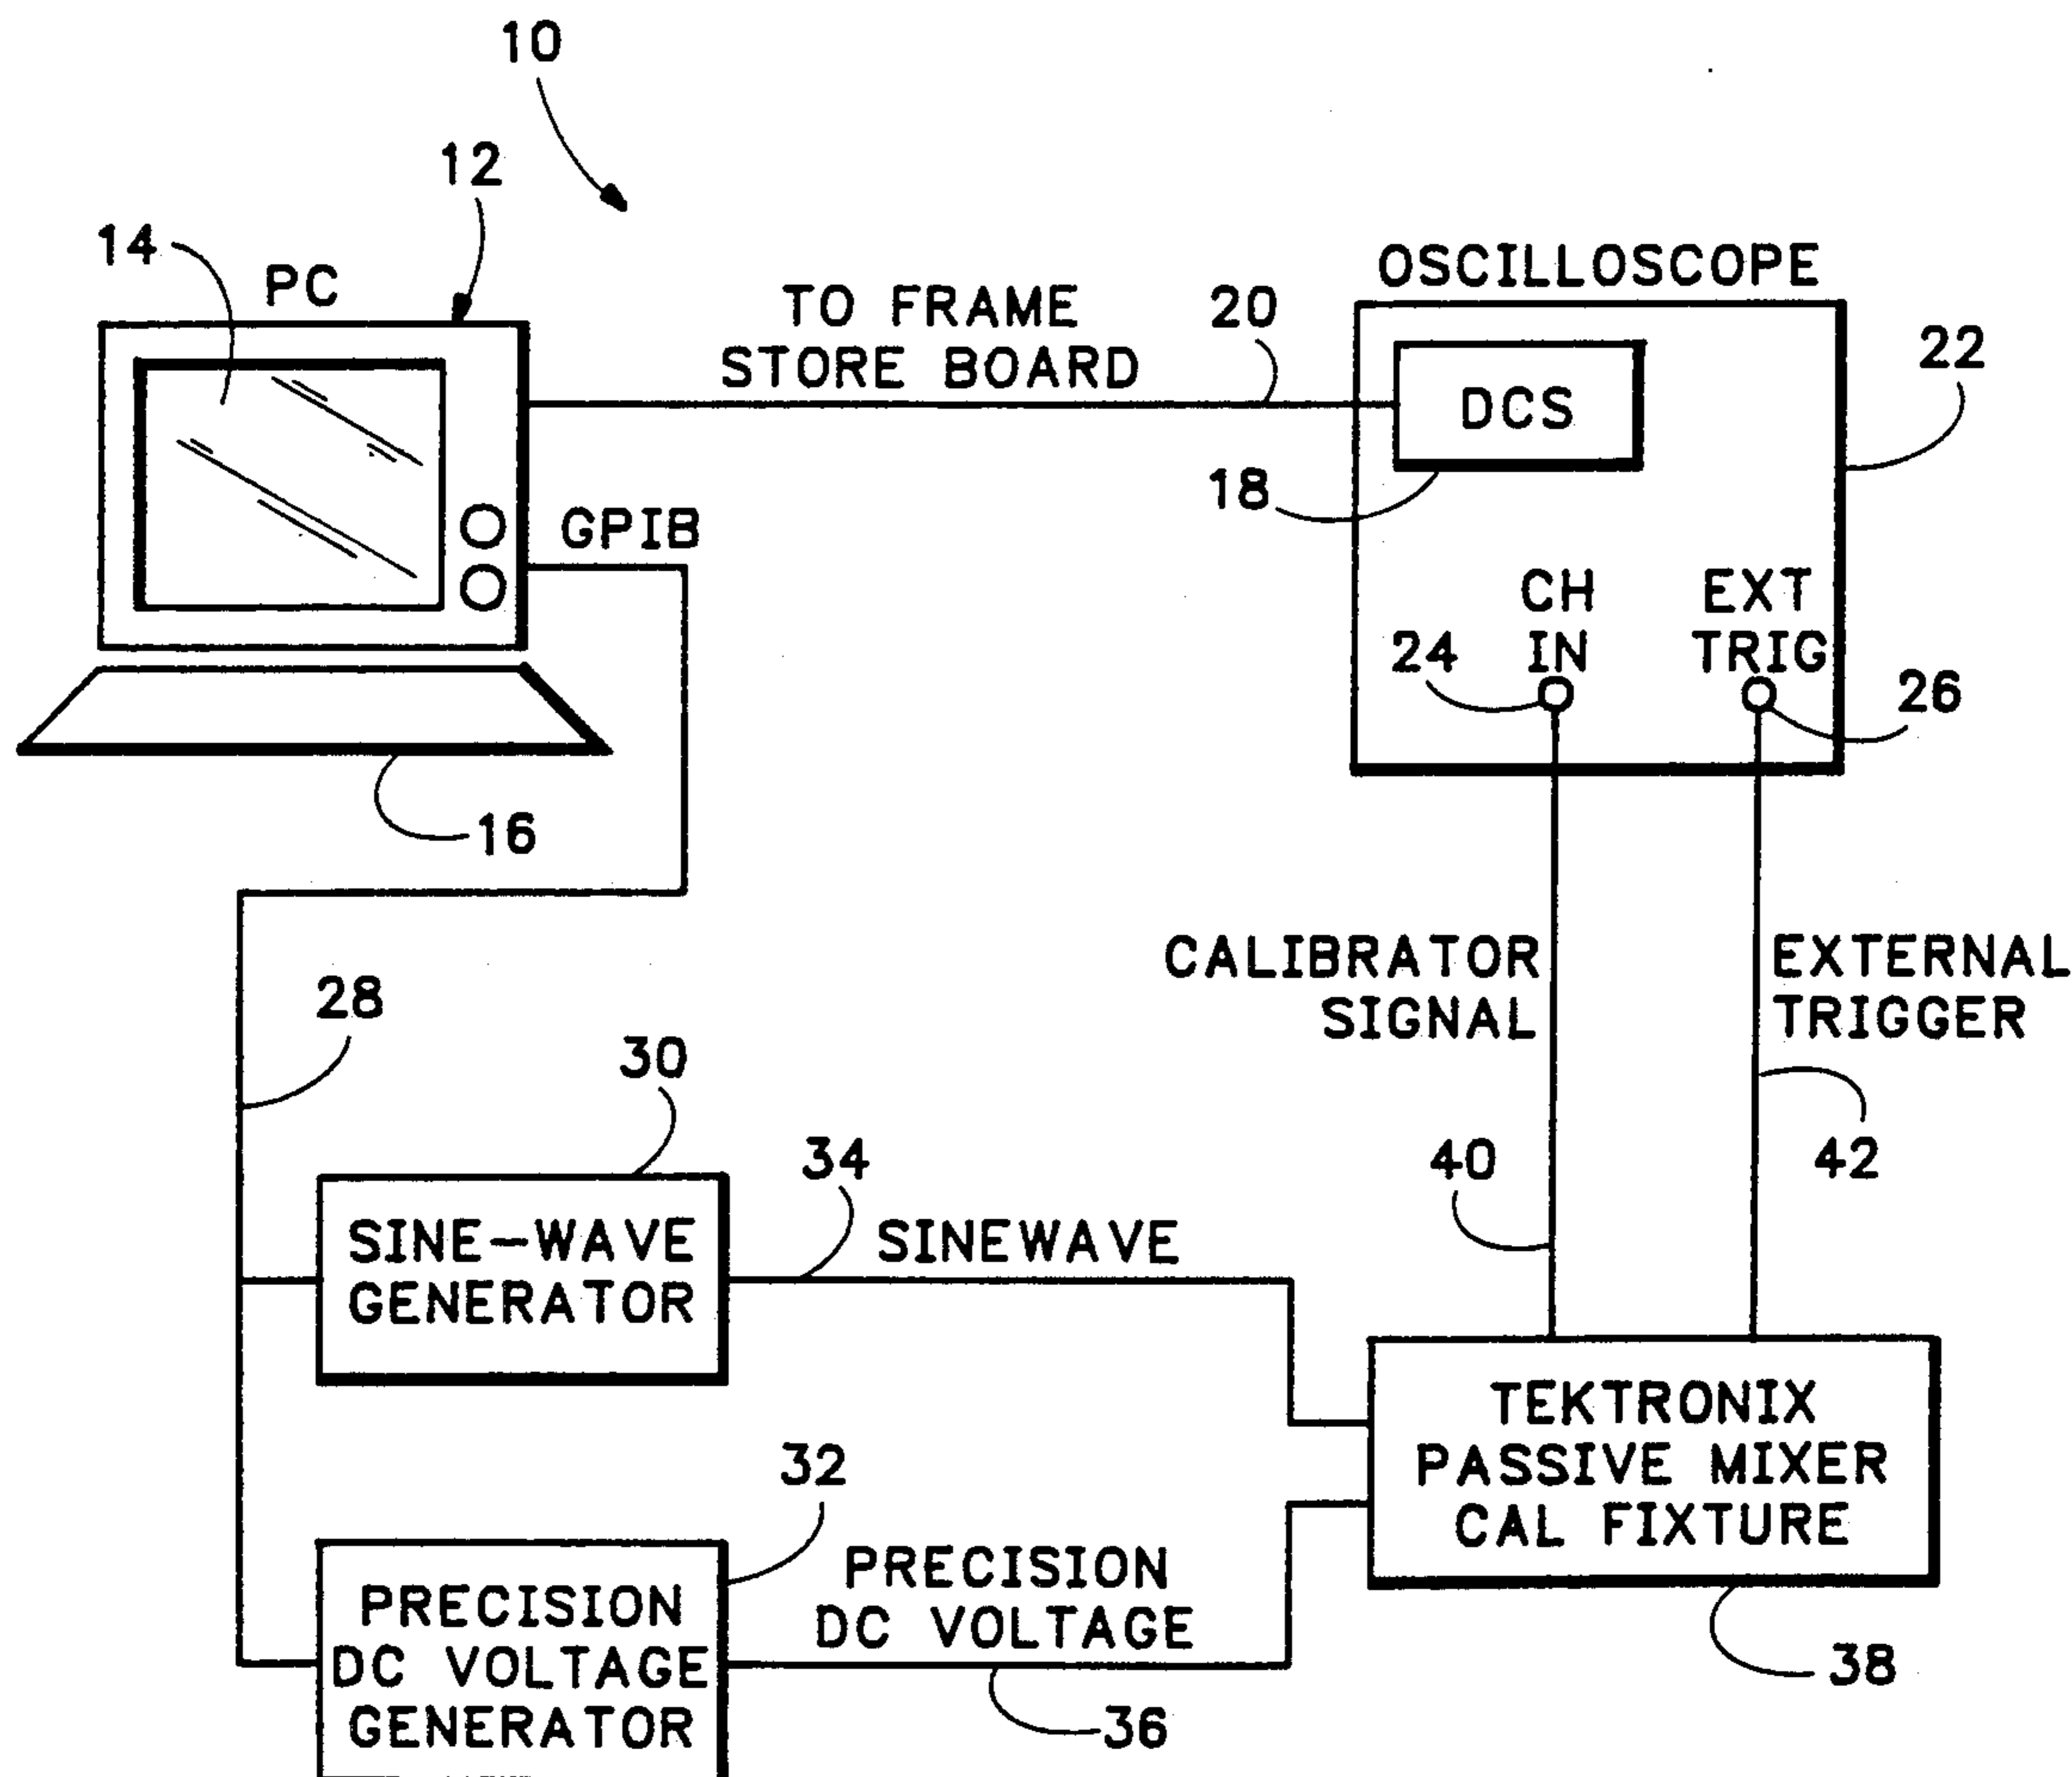 10
12
14
PC
OSCILLOSCOPE
TO FRAME
STORE BOARD
20
22
DCS
18
GPIB
CH
IN
EXT
TRIG
24
26
16
CALIBRATOR
SIGNAL
EXTERNAL
TRIGGER
28
30
34
40
42
SINE-WAVE
GENERATOR
SINEWAVE
TEKTRONIX
PASSIVE MIXER
CAL FIXTURE
32
PRECISION
DC VOLTAGE
GENERATOR
PRECISION
DC VOLTAGE
36
38